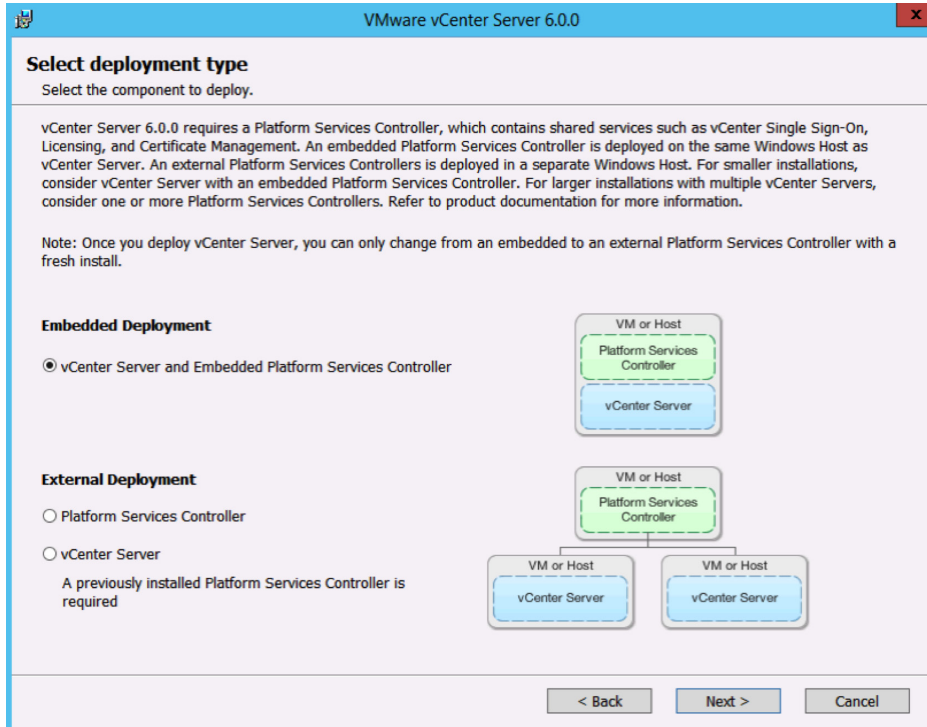 VMware vCenter Server 6.0.0
x
Select deployment type
Select the component to deploy.
vCenter Server 6.0.0 requires a Platform Services Controller, which contains shared services such as vCenter Single Sign-On,
Licensing, and Certificate Management. An embedded Platform Services Controller is deployed on the same Windows Host as
vCenter Server. An external Platform Services Controllers is deployed in a separate Windows Host. For smaller installations,
consider vCenter Server with an embedded Platform Services Controller. For larger installations with multiple vCenter Servers,
consider one or more Platform Services Controllers. Refer to product documentation for more information.
Note: Once you deploy vCenter Server, you can only change from an embedded to an external Platform Services Controller with a
fresh install.
Embedded Deployment
vCenter Server and Embedded Platform Services Controller
VM or Host
Platform Services
Controller
vCenter Server
External Deployment
Platform Services Controller
vCenter Server
A previously installed Platform Services Controller is
required
VM or Host
Platform Services
Controller
VM or Host
vCenter Server
VM or Host
vCenter Server
< Back
Next >
Cancel